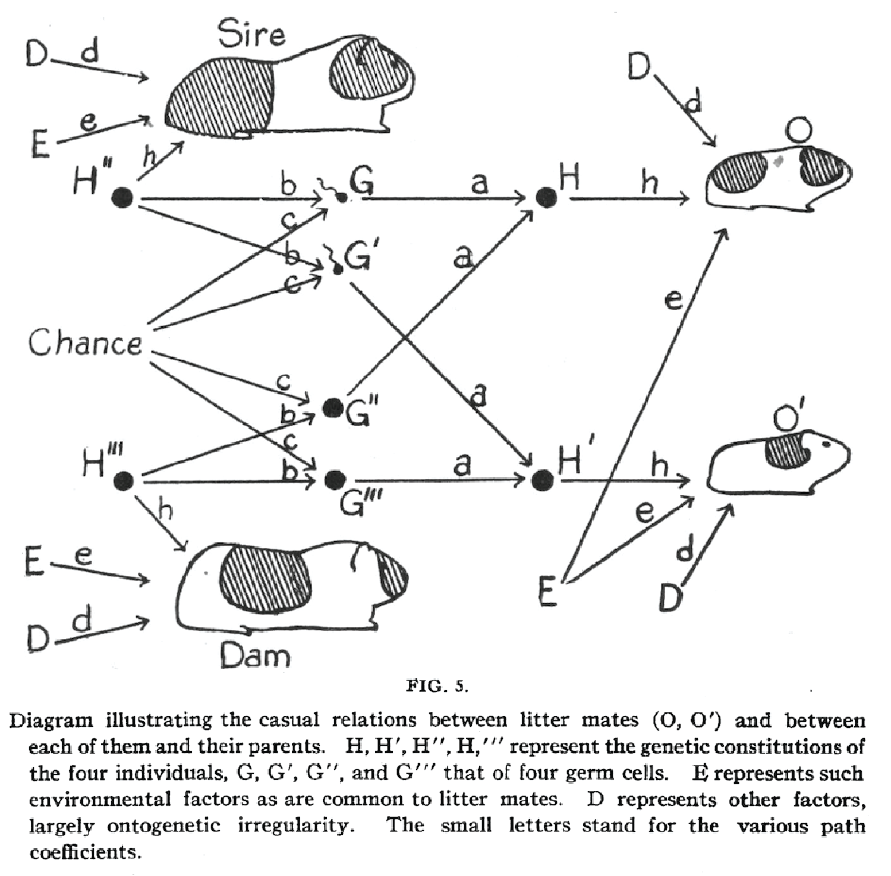 Sire
D d
D
d
E e
O
h
H" b G a H h
c
b G'
a
c
e
Chance
c
a
b G"
O'
c
H''' b G''' a H' h
h
e
E e
d
E
D d
D
Dam
FIG. 5.
Diagram illustrating the casual relations between litter mates (O, O') and between
each of them and their parents. H, H', H'', H,''' represent the genetic constitutions of
the four individuals, G, G', G'', and G''' that of four germ cells. E represents such
environmental factors as are common to litter mates. D represents other factors,
largely ontogenetic irregularity. The small letters stand for the various path
coefficients.